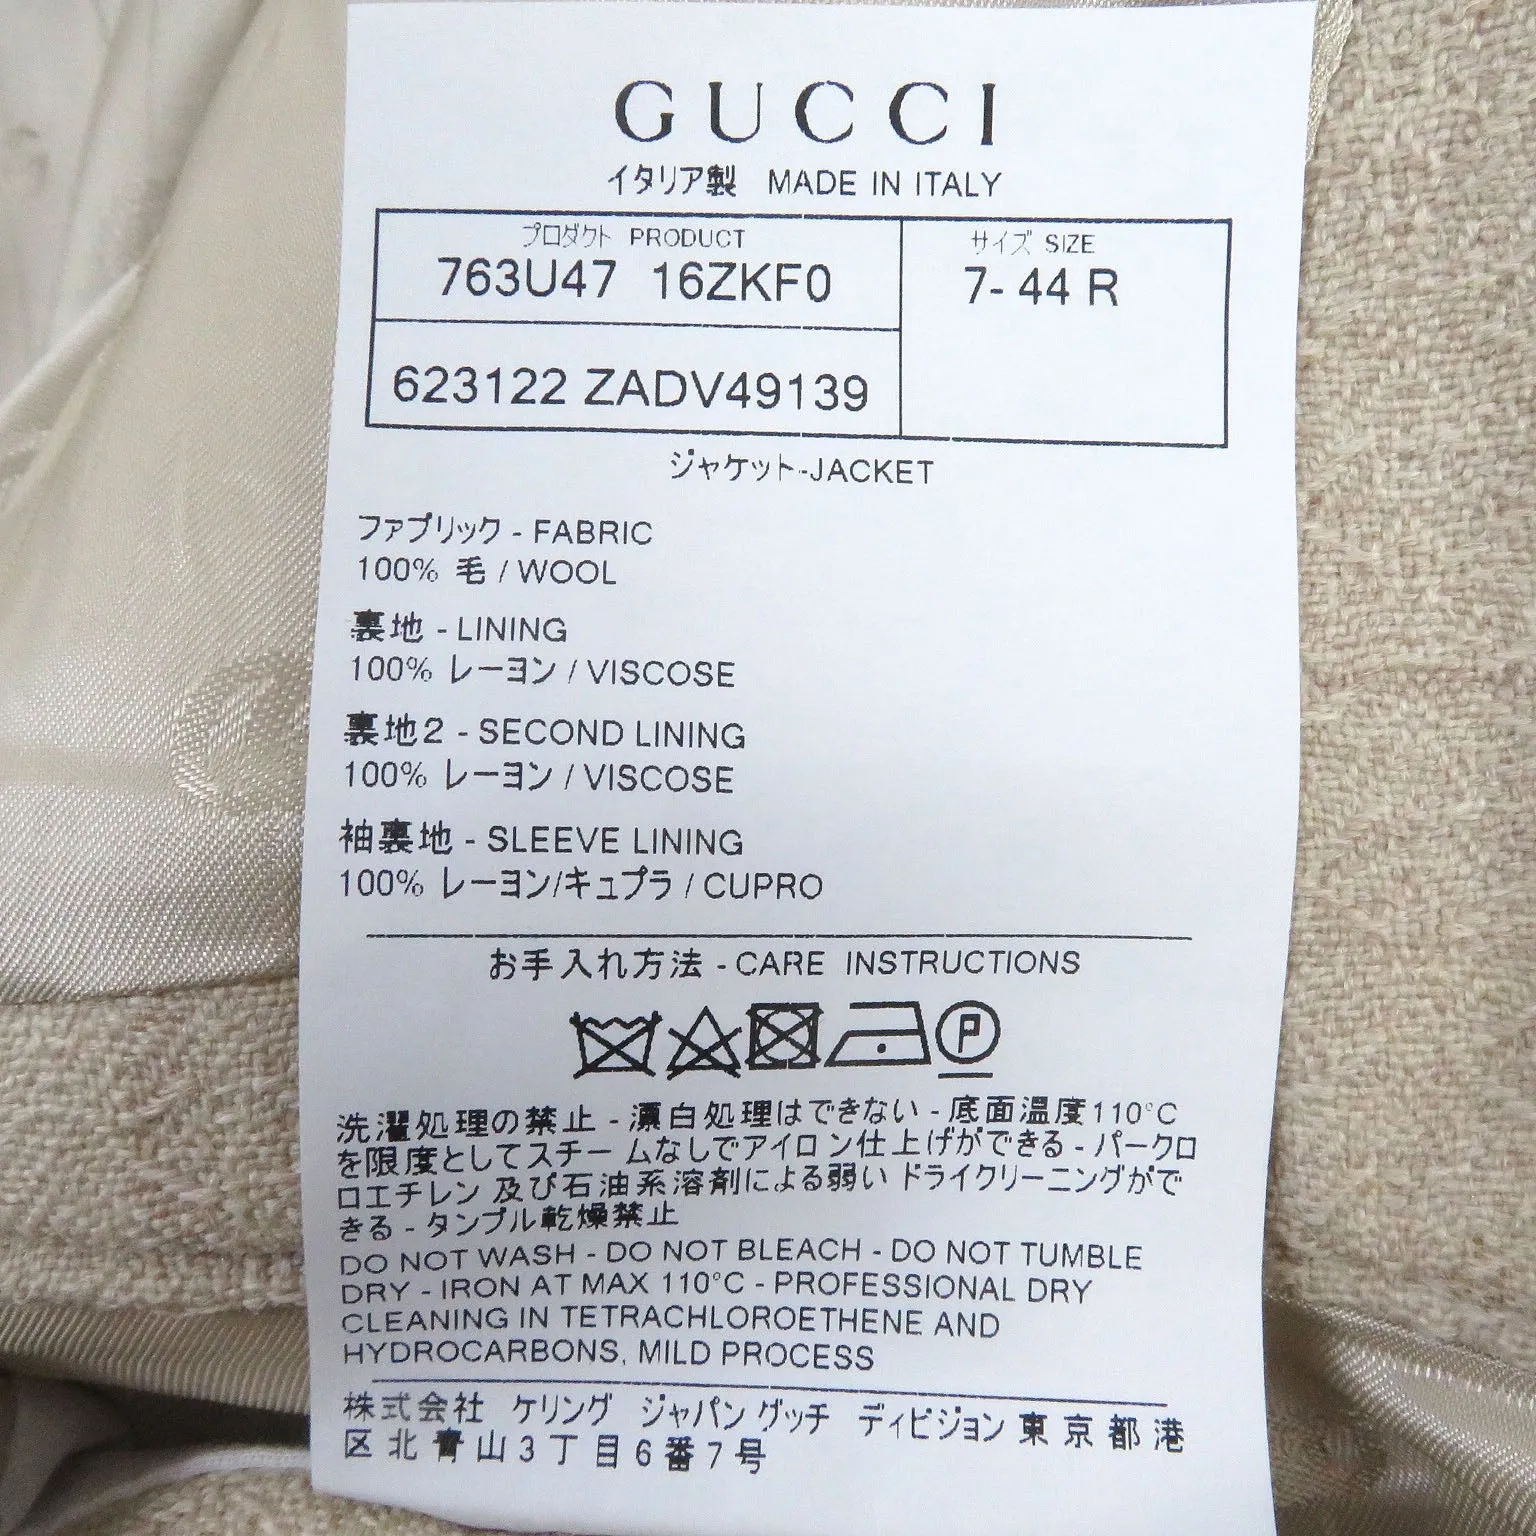 GUCCI
イタリア製 MADE IN ITALY
プロダクト PRODUCT
763U47 16ZKF0
サイズ SIZE
7- 44 R
623122 ZADV49139
ジャケット-JACKET
ファブリック - FABRIC
100% 毛 / WOOL
裏地 - LINING
100% レーヨン / VISCOSE
裏地2 - SECOND LINING
100% レーヨン / VISCOSE
袖裏地 - SLEEVE LINING
100% レーヨン/キュプラ / CUPRO
お手入れ方法 - CARE INSTRUCTIONS
P
洗濯処理の禁止 - 漂白処理はできない - 底面温度110°C
を限度としてスチームなしでアイロン仕上げができる - パークロ
ロエチレン 及び石油系溶剤による弱い ドライクリーニングがで
きる - タンブル乾燥禁止
DO NOT WASH - DO NOT BLEACH - DO NOT TUMBLE
DRY - IRON AT MAX 110°C - PROFESSIONAL DRY
CLEANING IN TETRACHLOROETHENE AND
HYDROCARBONS, MILD PROCESS
株式会社 ケリング ジャパン グッチ ディビジョン 東京都港
区北青山3丁目6番7号